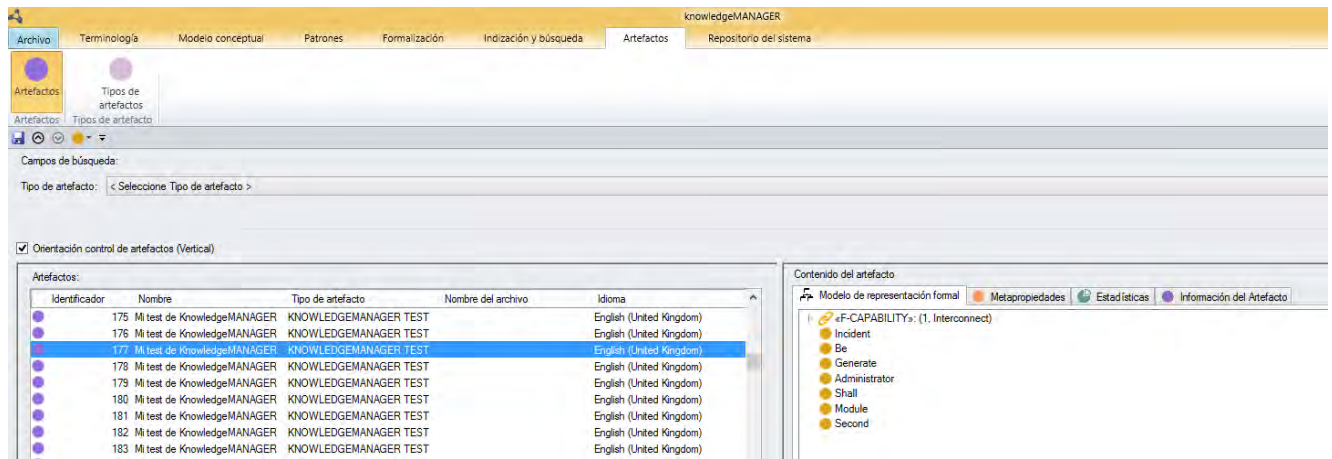 knowledgeMANAGER
Archivo Terminología Modelo conceptual Patrones Formalización Indización y búsqueda Artefactos Repositorio del sistema
Artefactos Tipos de artefactos
Artefactos Tipos de artefacto
Campos de búsqueda:
Tipo de artefacto: < Seleccione Tipo de artefacto >
Orientación control de artefactos (Vertical)
Artefactos:
Identificador Nombre Tipo de artefacto Nombre del archivo Idioma
175 Mi test de KnowledgeMANAGER KNOWLEDGEMANAGER TEST English (United Kingdom)
176 Mi test de KnowledgeMANAGER KNOWLEDGEMANAGER TEST English (United Kingdom)
177 Mi test de KnowledgeMANAGER KNOWLEDGEMANAGER TEST English (United Kingdom)
178 Mi test de KnowledgeMANAGER KNOWLEDGEMANAGER TEST English (United Kingdom)
179 Mi test de KnowledgeMANAGER KNOWLEDGEMANAGER TEST English (United Kingdom)
180 Mi test de KnowledgeMANAGER KNOWLEDGEMANAGER TEST English (United Kingdom)
181 Mi test de KnowledgeMANAGER KNOWLEDGEMANAGER TEST English (United Kingdom)
182 Mi test de KnowledgeMANAGER KNOWLEDGEMANAGER TEST English (United Kingdom)
183 Mi test de KnowledgeMANAGER KNOWLEDGEMANAGER TEST English (United Kingdom)
Contenido del artefacto
Modelo de representación formal Metapropiedades Estadísticas Información del Artefacto
«F-CAPABILITY»: (1, Interconnect)
Incident
Be
Generate
Administrator
Shall
Module
Second